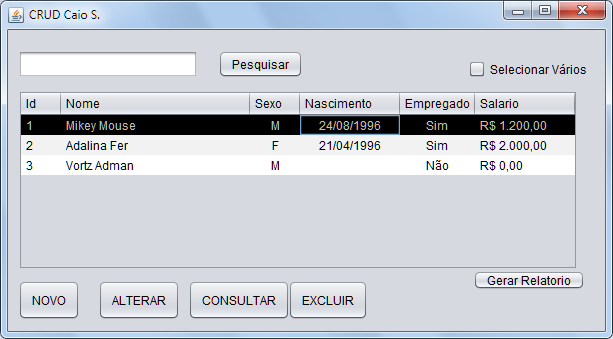 CRUD Caio S.
Pesquisar
Selecionar Vários
Id Nome Sexo Nascimento Empregado Salario
1 Mikey Mouse M 24/08/1996 Sim R$ 1.200,00
2 Adalina Fer F 21/04/1996 Sim R$ 2.000,00
3 Vortz Adman M Não R$ 0,00
Gerar Relatorio
NOVO ALTERAR CONSULTAR EXCLUIR